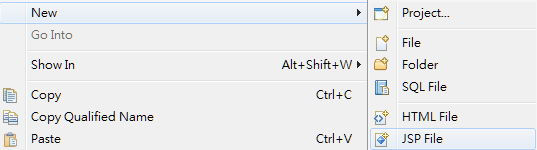 New
Go Into
Show In Alt+Shift+W
Copy Ctrl+C
Copy Qualified Name
Paste Ctrl+V
Project...
File
Folder
SQL File
HTML File
JSP File